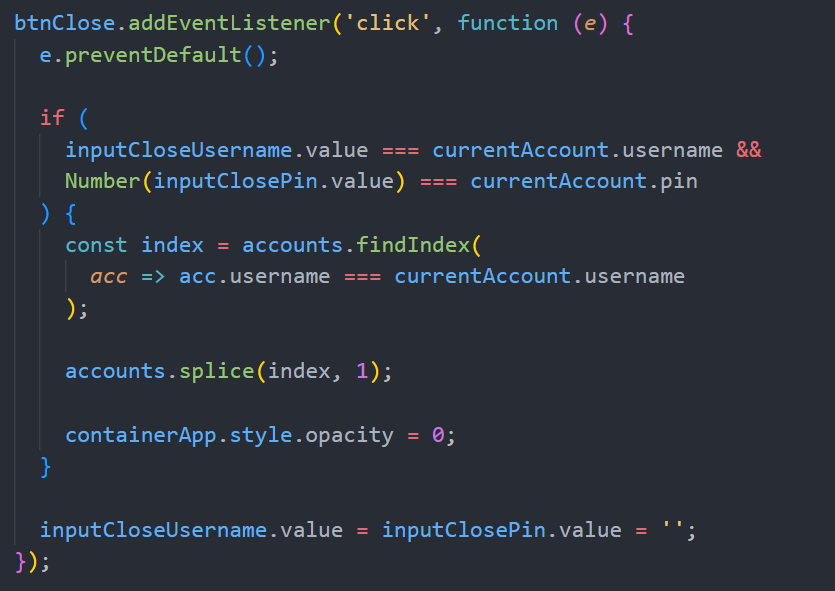 btnClose.addEventListener('click', function (e) {
  e.preventDefault();

  if (
    inputCloseUsername.value === currentAccount.username &&
    Number(inputClosePin.value) === currentAccount.pin
  ) {
    const index = accounts.findIndex(
      acc => acc.username === currentAccount.username
    );

    accounts.splice(index, 1);

    containerApp.style.opacity = 0;
  }

  inputCloseUsername.value = inputClosePin.value = '';
});